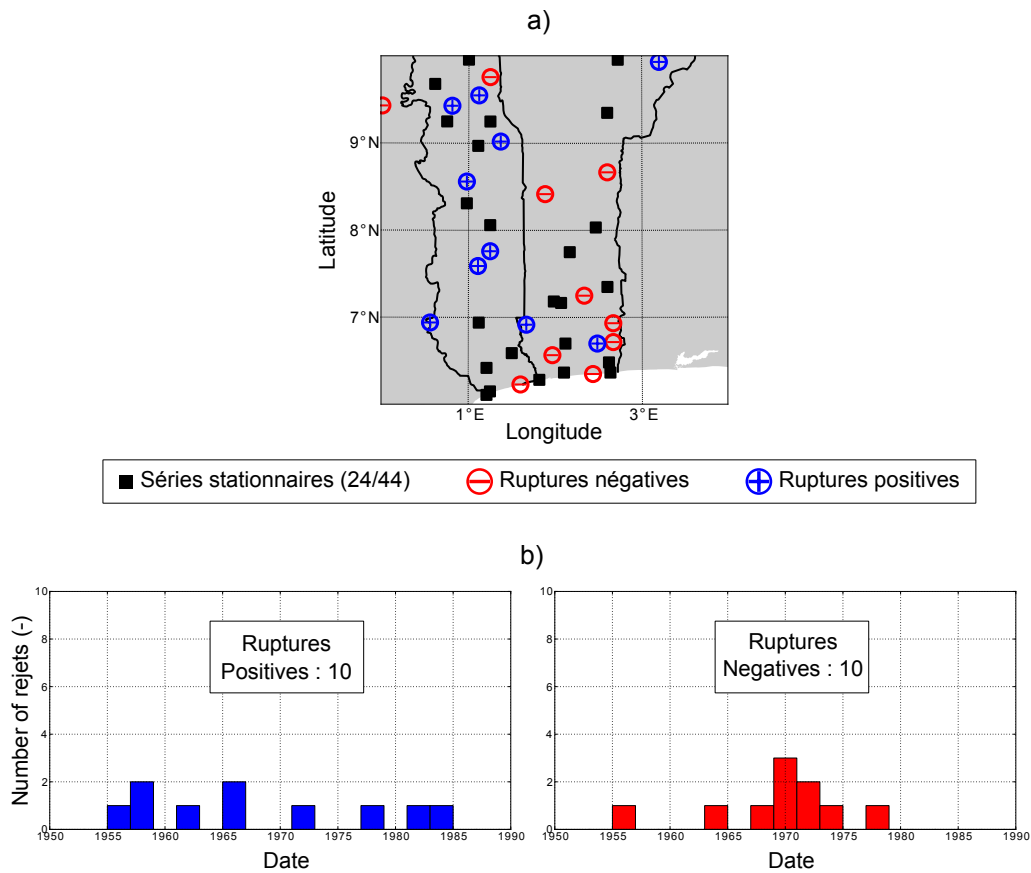 a)
9°N
8°N
7°N
Latitude
1°E
3°E
Longitude
Séries stationnaires (24/44)
Ruptures négatives
Ruptures positives
b)
10
8
6
4
2
0
Number of rejets (-)
Ruptures
Positives : 10
1950
1955
1960
1965
1970
1975
1980
1985
1990
Date
10
8
6
4
2
0
Ruptures
Negatives : 10
1950
1955
1960
1965
1970
1975
1980
1985
1990
Date